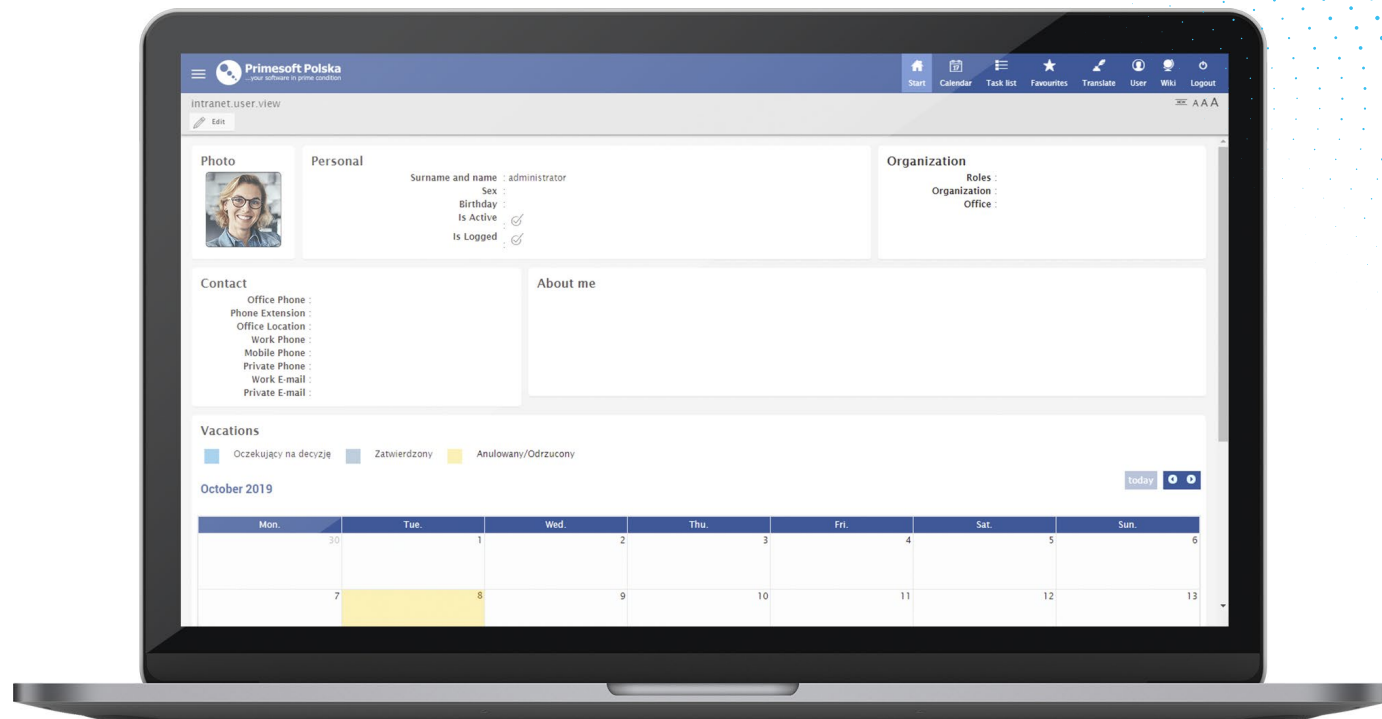 Primesoft Polska
...your software in prime condition
Start Calendar Task list Favourites Translate User Wiki Logout
intranet.user.view
A A A
Edit
Photo
Personal
Surname and name : administrator
Sex :
Birthday :
Is Active :
Is Logged :
Organization
Roles :
Organization :
Office :
Contact
Office Phone :
Phone Extension :
Office Location :
Work Phone :
Mobile Phone :
Private Phone :
Work E-mail :
Private E-mail :
About me
Vacations
Oczekujący na decyzję Zatwierdzony Anulowany/Odrzucony
today
October 2019
Mon. Tue. Wed. Thu. Fri. Sat. Sun.
30 1 2 3 4 5 6
7 8 9 10 11 12 13